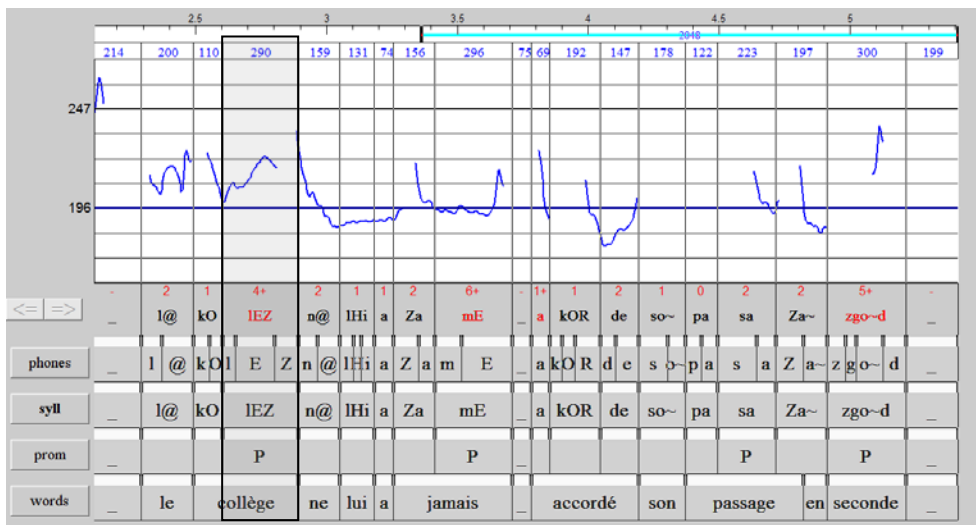 2.5 3 3.5 4 4.5 5
2048
214 200 110 290 159 131 74 156 296 75 69 192 147 178 122 223 197 300 199
247
196
- 2 1 4+ 2 1 1 2 6+ - 1+ 1 2 1 0 2 2 5+ -
<= => _ l@ kO lEZ n@ lHi a Za mE _ a kOR de so~ pa sa Za~ zgo~d _
phones _ l @ k O l E Z n @ l H i a Z a m E _ a k O R d e s o~ p a s a Z a~ z g o~ d _
syll _ l@ kO lEZ n@ lHi a Za mE _ a kOR de so~ pa sa Za~ zgo~d _
prom _ P P _ P P _
words _ le collège ne lui a jamais _ accordé son passage en seconde _